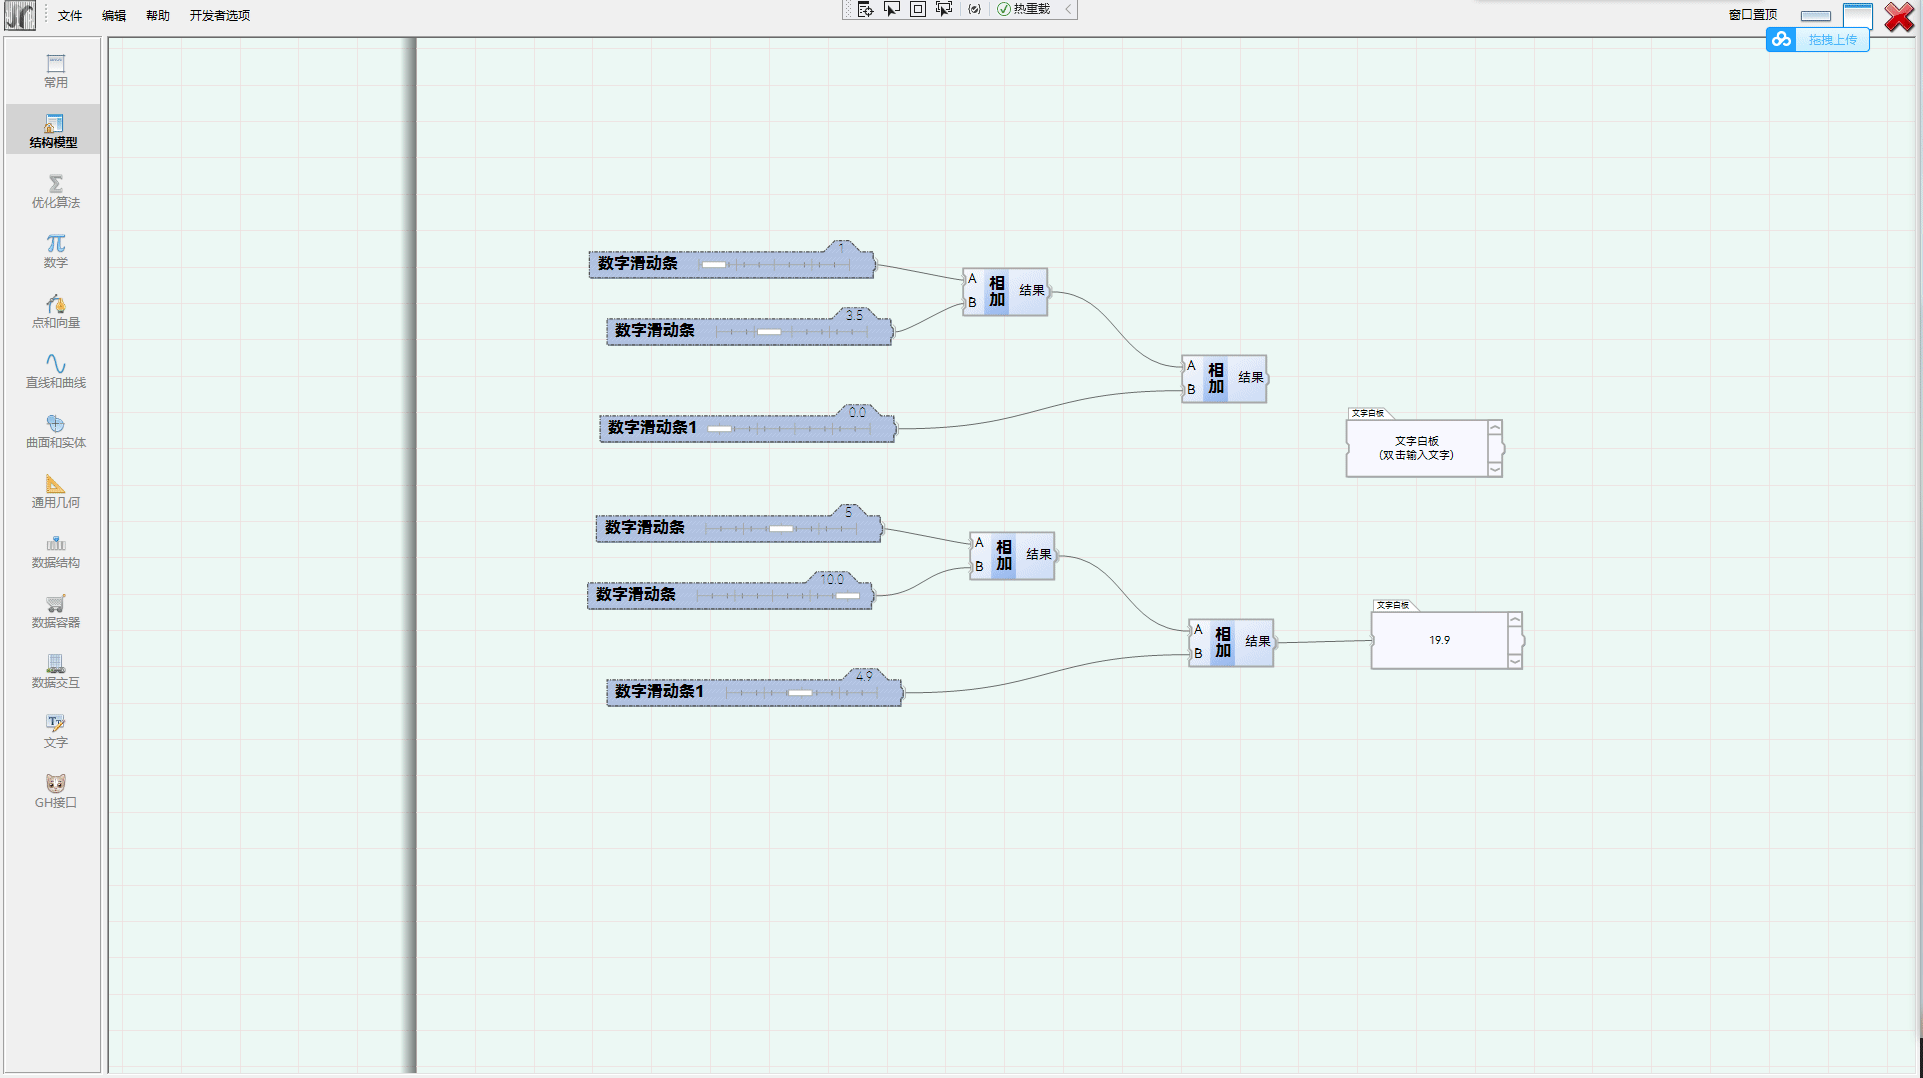 文件 编辑 帮助 开发者选项
热重载
窗口置顶
拖拽上传
常用
结构模型
优化算法
数学
点和向量
直线和曲线
曲面和实体
通用几何
数据结构
数据容器
数据交互
文字
GH接口
1
数字滑动条
A
B
相加
结果
3.5
数字滑动条
A
B
相加
结果
0.0
数字滑动条1
文字白板
文字白板
(双击输入文字)
5
数字滑动条
A
B
相加
结果
10.0
数字滑动条
A
B
相加
结果
文字白板
19.9
4.9
数字滑动条1